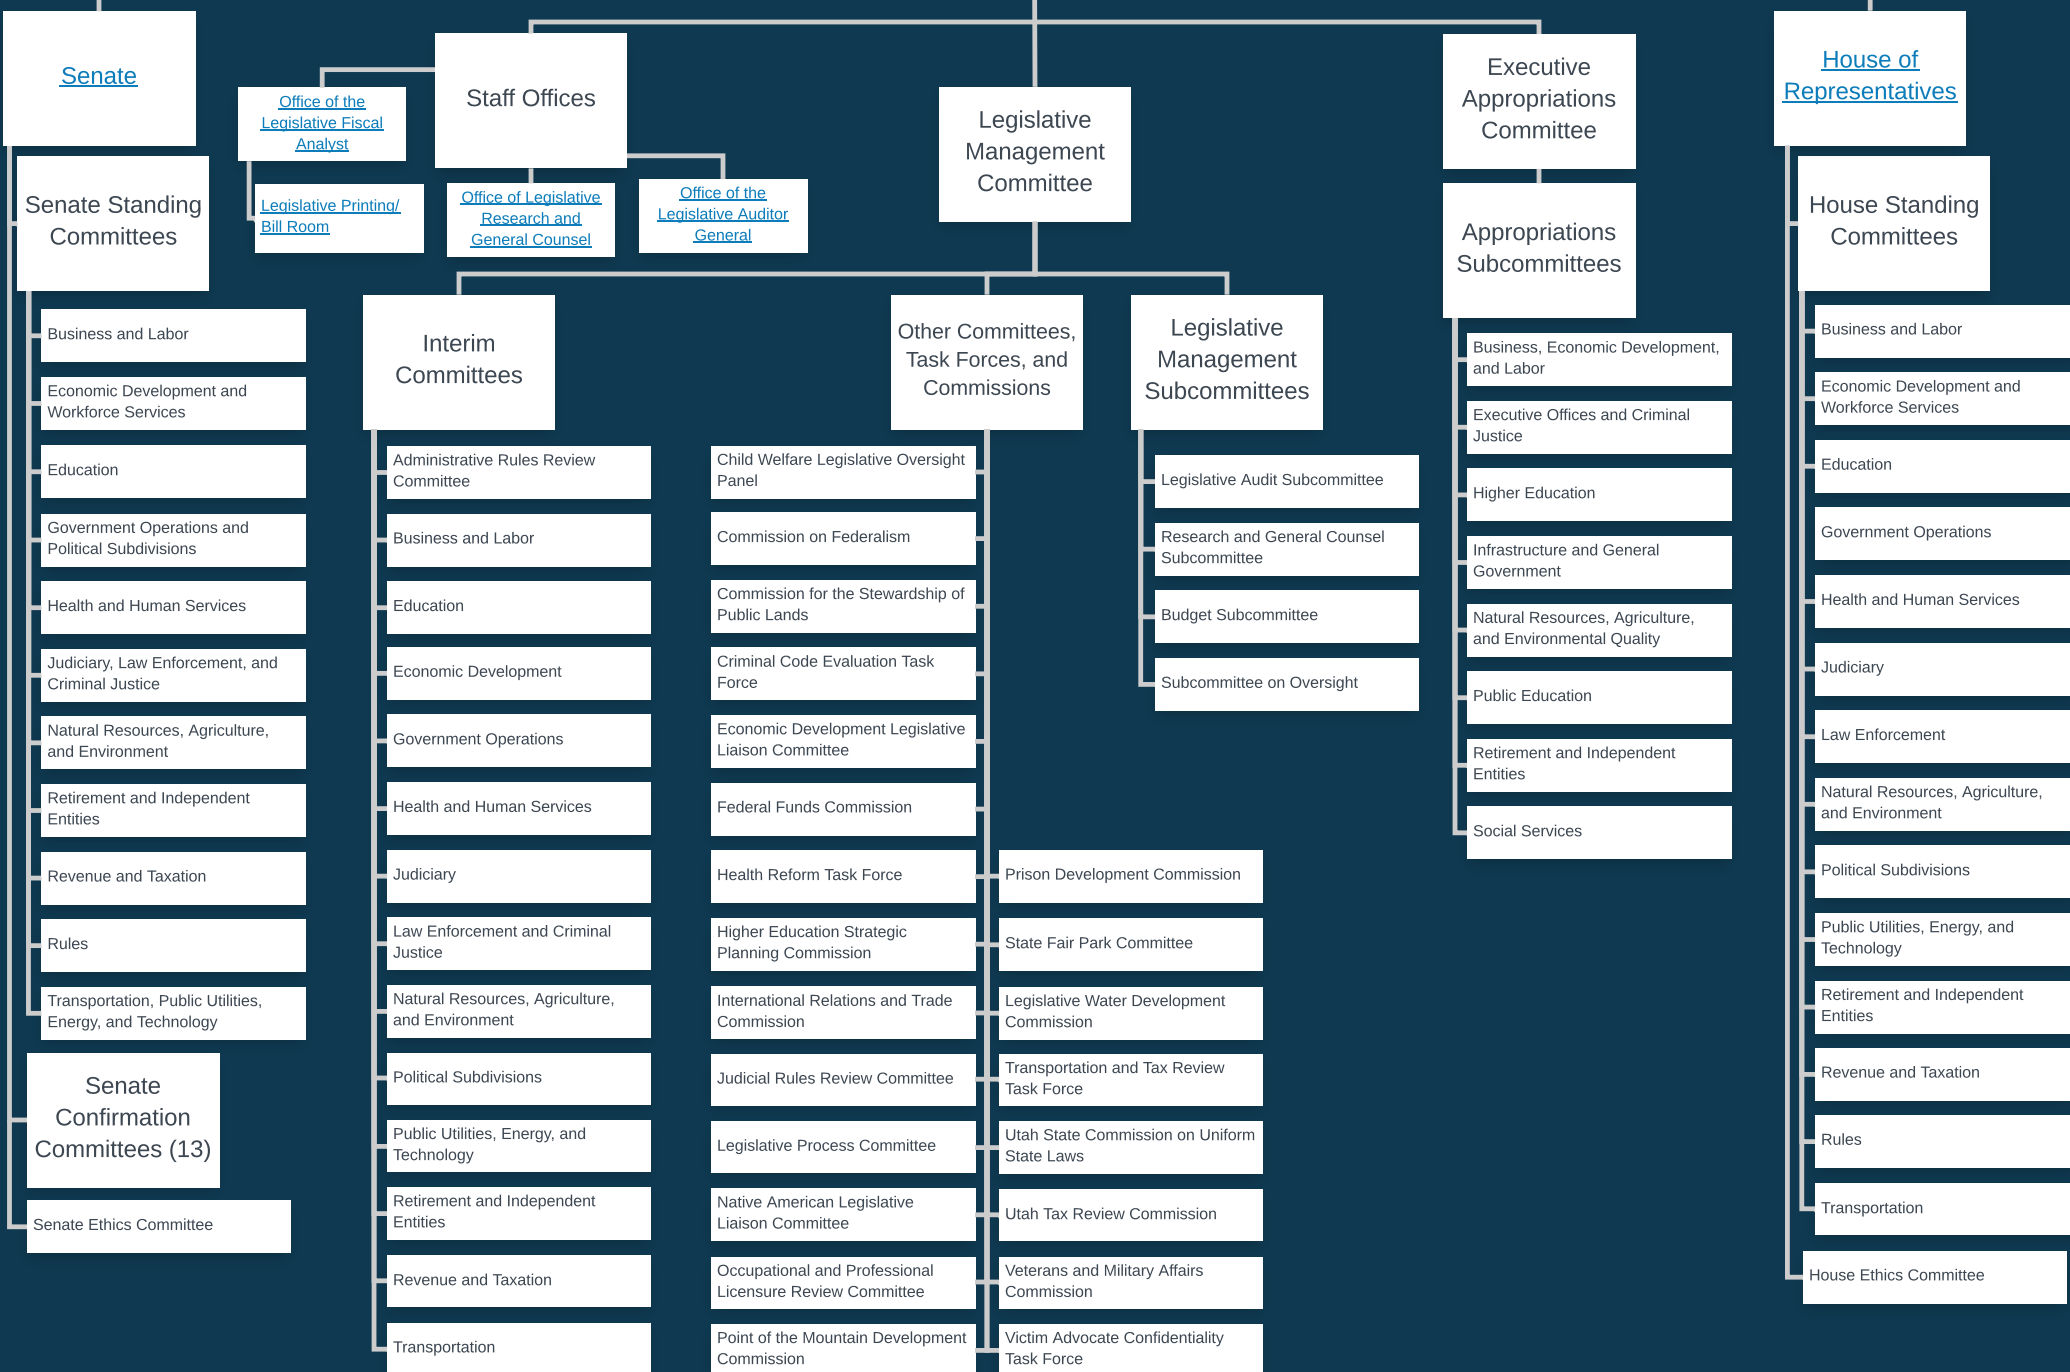 Senate
Senate Standing
Committees
Business and Labor
Economic Development and
Workforce Services
Education
Government Operations and
Political Subdivisions
Health and Human Services
Judiciary, Law Enforcement, and
Criminal Justice
Natural Resources, Agriculture,
and Environment
Retirement and Independent
Entities
Revenue and Taxation
Rules
Transportation, Public Utilities,
Energy, and Technology
Senate
Confirmation
Committees (13)
Senate Ethics Committee
Staff Offices
Office of the
Legislative Fiscal
Analyst
Legislative Printing/
Bill Room
Office of Legislative
Research and
General Counsel
Office of the
Legislative Auditor
General
Legislative
Management
Committee
Interim
Committees
Administrative Rules Review
Committee
Business and Labor
Education
Economic Development
Government Operations
Health and Human Services
Judiciary
Law Enforcement and Criminal
Justice
Natural Resources, Agriculture,
and Environment
Political Subdivisions
Public Utilities, Energy, and
Technology
Retirement and Independent
Entities
Revenue and Taxation
Transportation
Other Committees,
Task Forces, and
Commissions
Child Welfare Legislative Oversight
Panel
Commission on Federalism
Commission for the Stewardship of
Public Lands
Criminal Code Evaluation Task
Force
Economic Development Legislative
Liaison Committee
Federal Funds Commission
Health Reform Task Force
Higher Education Strategic
Planning Commission
International Relations and Trade
Commission
Judicial Rules Review Committee
Legislative Process Committee
Native American Legislative
Liaison Committee
Occupational and Professional
Licensure Review Committee
Point of the Mountain Development
Commission
Prison Development Commission
State Fair Park Committee
Legislative Water Development
Commission
Transportation and Tax Review
Task Force
Utah State Commission on Uniform
State Laws
Utah Tax Review Commission
Veterans and Military Affairs
Commission
Victim Advocate Confidentiality
Task Force
Legislative
Management
Subcommittees
Legislative Audit Subcommittee
Research and General Counsel
Subcommittee
Budget Subcommittee
Subcommittee on Oversight
Executive
Appropriations
Committee
Appropriations
Subcommittees
Business, Economic Development,
and Labor
Executive Offices and Criminal
Justice
Higher Education
Infrastructure and General
Government
Natural Resources, Agriculture,
and Environmental Quality
Public Education
Retirement and Independent
Entities
Social Services
House of
Representatives
House Standing
Committees
Business and Labor
Economic Development and
Workforce Services
Education
Government Operations
Health and Human Services
Judiciary
Law Enforcement
Natural Resources, Agriculture,
and Environment
Political Subdivisions
Public Utilities, Energy, and
Technology
Retirement and Independent
Entities
Revenue and Taxation
Rules
Transportation
House Ethics Committee